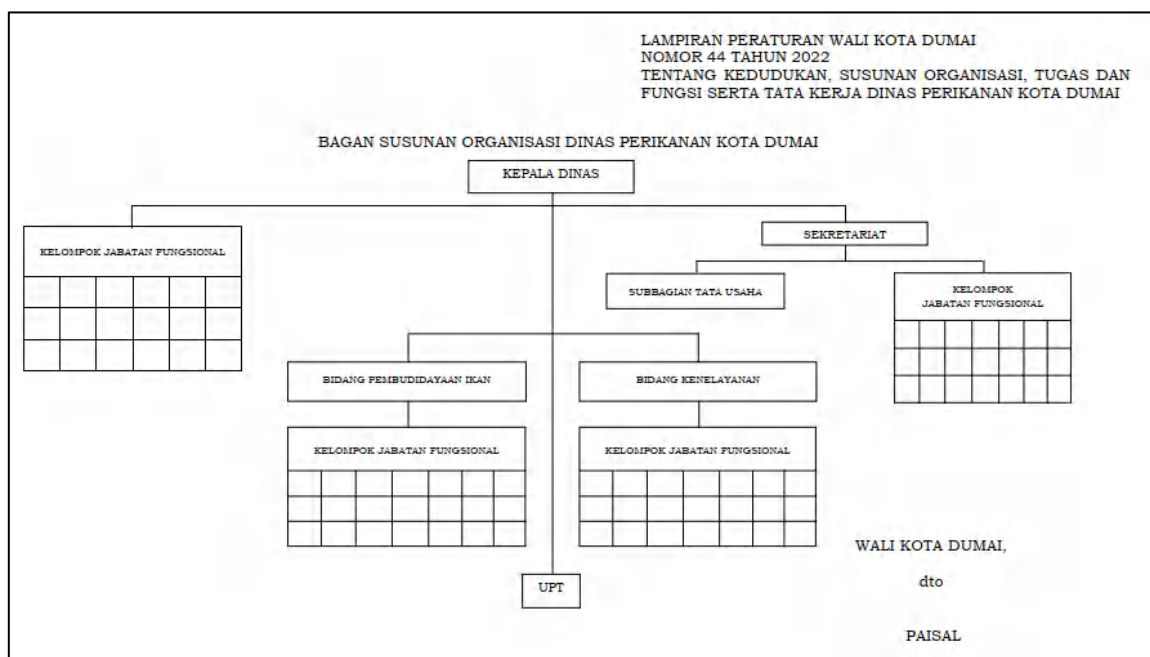 LAMPIRAN PERATURAN WALI KOTA DUMAI
NOMOR 44 TAHUN 2022
TENTANG KEDUDUKAN, SUSUNAN ORGANISASI, TUGAS DAN
FUNGSI SERTA TATA KERJA DINAS PERIKANAN KOTA DUMAI
BAGAN SUSUNAN ORGANISASI DINAS PERIKANAN KOTA DUMAI
KEPALA DINAS
SEKRETARIAT
KELOMPOK JABATAN FUNGSIONAL
SUBBAGIAN TATA USAHA
KELOMPOK
JABATAN FUNGSIONAL
BIDANG PEMBUDIDAYAAN IKAN
BIDANG KENELAYANAN
KELOMPOK JABATAN FUNGSIONAL
KELOMPOK JABATAN FUNGSIONAL
UPT
WALI KOTA DUMAI,
dto
PAISAL